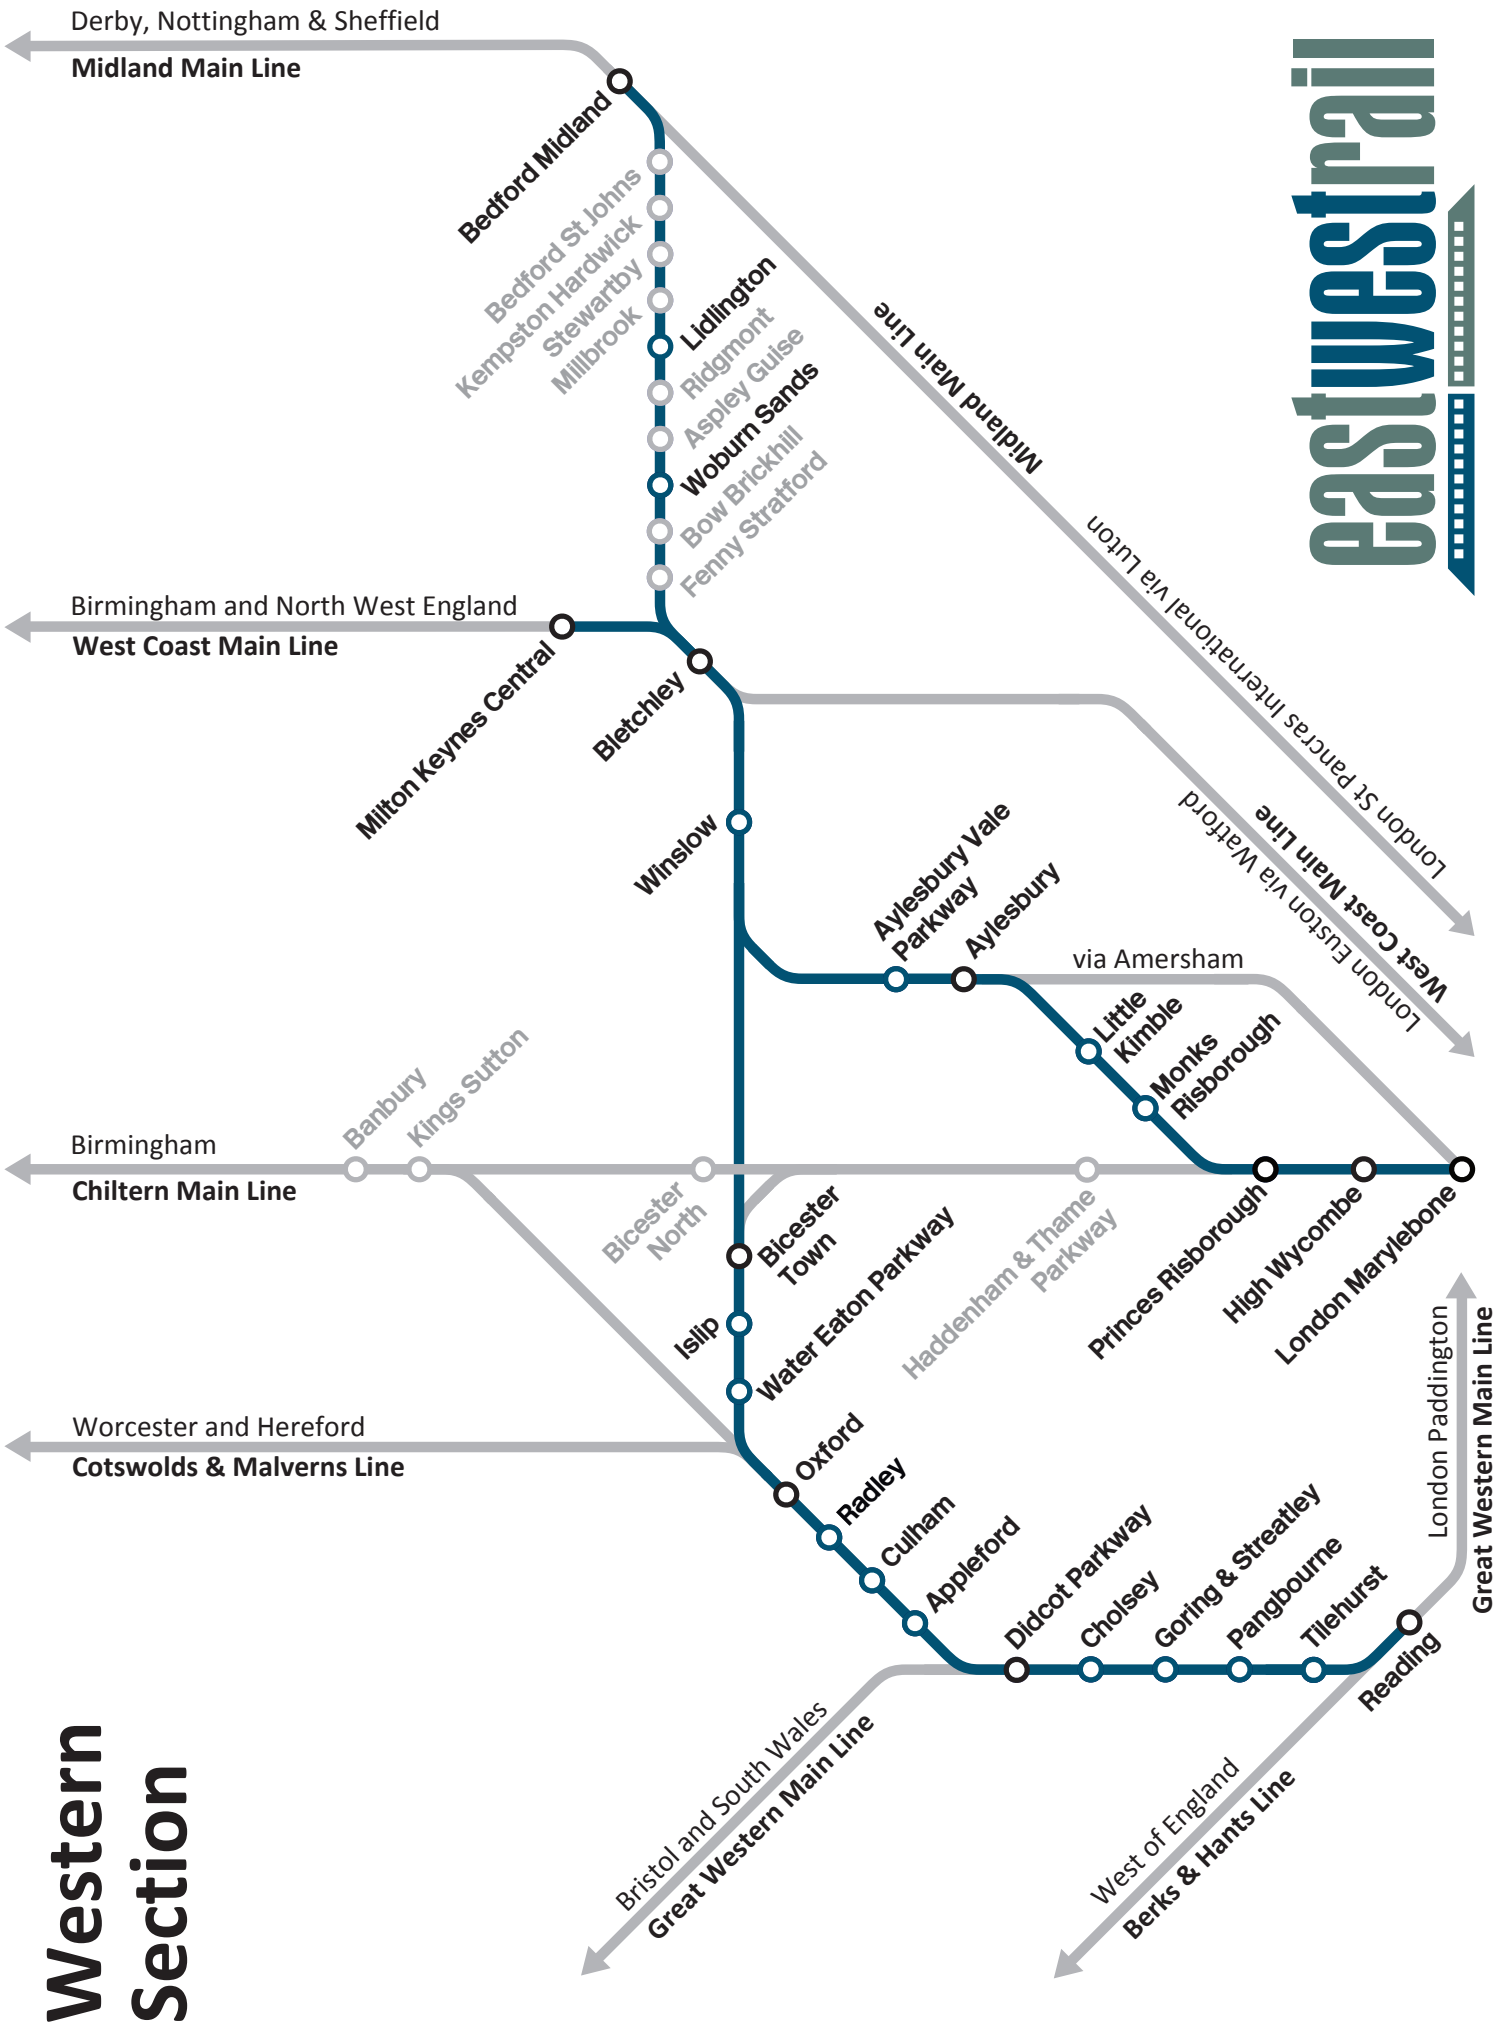 Western
Section
eastwestrail
Derby, Nottingham & Sheffield
Midland Main Line
Bedford Midland
Bedford St Johns
Kempston Hardwick
Stewartby
Millbrook
Lidlington
Ridgmont
Aspley Guise
Woburn Sands
Bow Brickhill
Fenny Stratford
Midland Main Line
London St Pancras International via Luton
Birmingham and North West England
West Coast Main Line
Milton Keynes Central
Bletchley
West Coast Main Line
London Euston via Watford
Winslow
Aylesbury Vale
Parkway
Aylesbury
via Amersham
Little
Kimble
Monks
Risborough
Banbury
Kings Sutton
Birmingham
Chiltern Main Line
Bicester
North
Bicester
Town
Haddenham & Thame
Parkway
Princes Risborough
High Wycombe
London Marylebone
Islip
Water Eaton Parkway
Worcester and Hereford
Cotswolds & Malverns Line
Oxford
Radley
Culham
Appleford
Didcot Parkway
Cholsey
Goring & Streatley
Pangbourne
Tilehurst
Reading
London Paddington
Great Western Main Line
Bristol and South Wales
Great Western Main Line
West of England
Berks & Hants Line